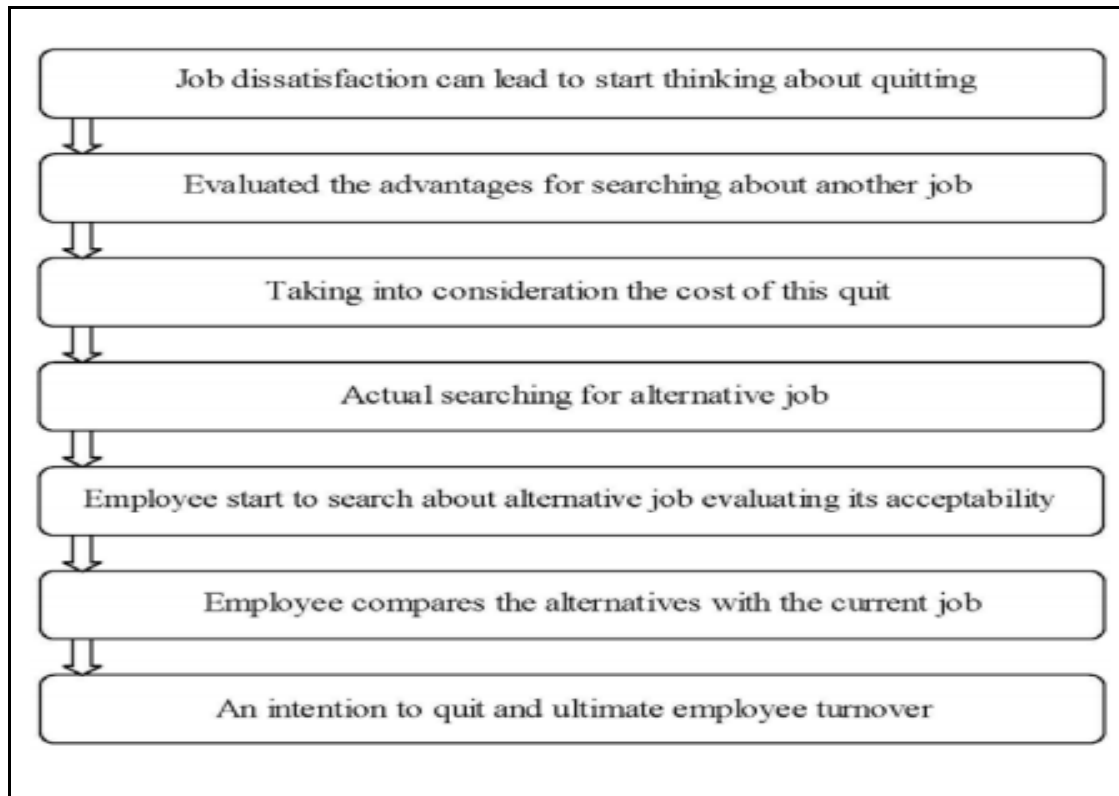 Job dissatisfaction can lead to start thinking about quitting
Evaluated the advantages for searching about another job
Taking into consideration the cost of this quit
Actual searching for alternative job
Employee start to search about alternative job evaluating its acceptability
Employee compares the alternatives with the current job
An intention to quit and ultimate employee turnover